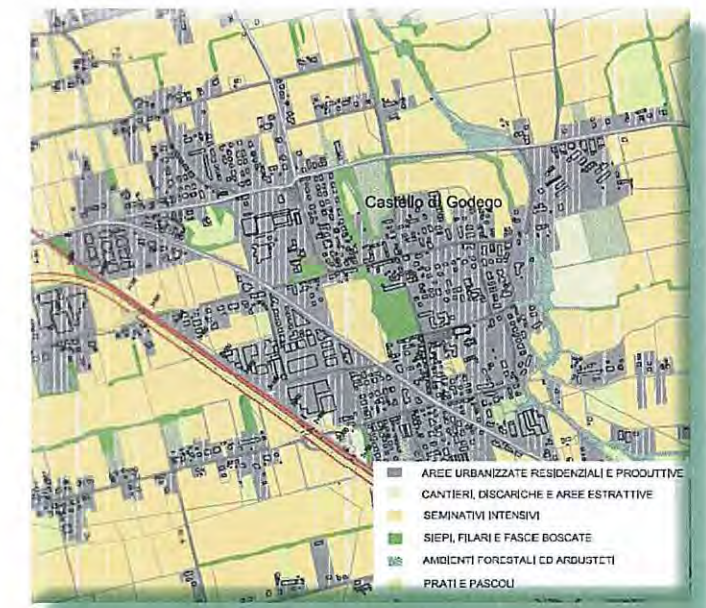 Castello di Godego
AREE URBANIZZATE RESIDENZIALI E PRODUTTIVE
CANTIERI, DISCARICHE E AREE ESTRATTIVE
SEMINATIVI INTENSIVI
SIEPI, FILARI E FASCE BOSCATE
AMBIENTI FORESTALI ED ARBUSTETI
PRATI E PASCOLI